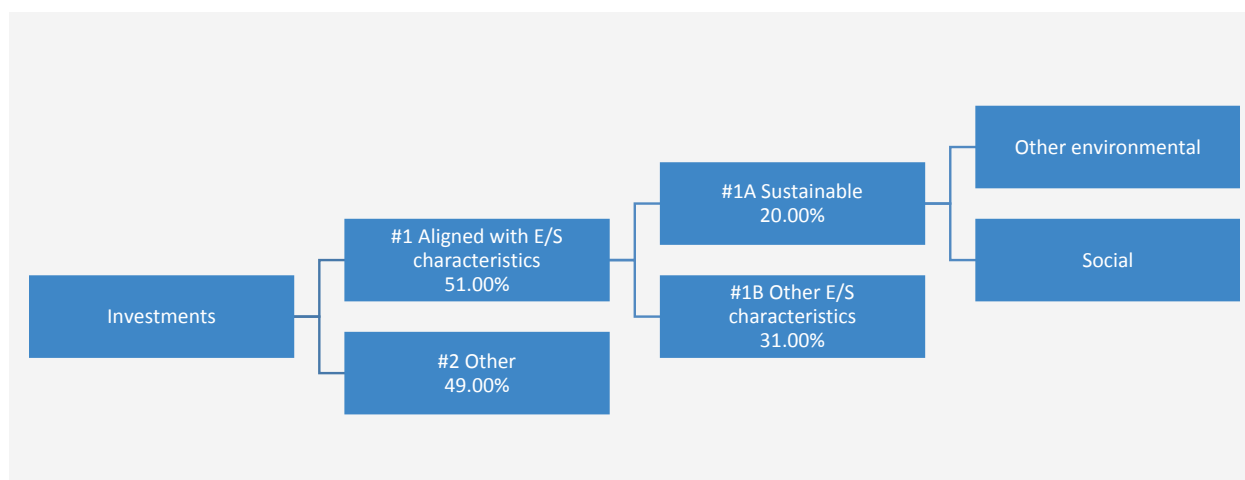 Investments
#1 Aligned with E/S
characteristics
51.00%
#2 Other
49.00%
#1A Sustainable
20.00%
#1B Other E/S
characteristics
31.00%
Other environmental
Social